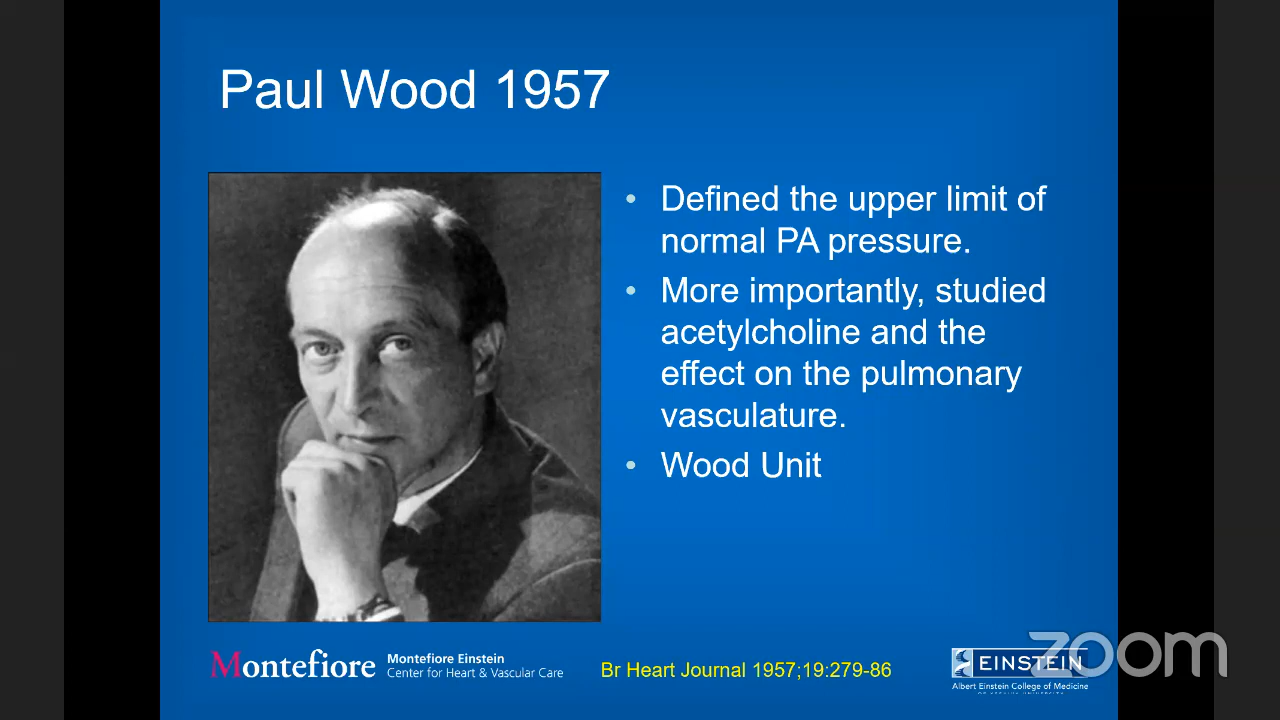 Paul Wood 1957
• Defined the upper limit of
normal PA pressure.
• More importantly, studied
acetylcholine and the
effect on the pulmonary
vasculature.
• Wood Unit
Montefiore
Montefiore Einstein
Center for Heart & Vascular Care
Br Heart Journal 1957;19:279-86
EINSTEIN
Albert Einstein College of Medicine
zoom